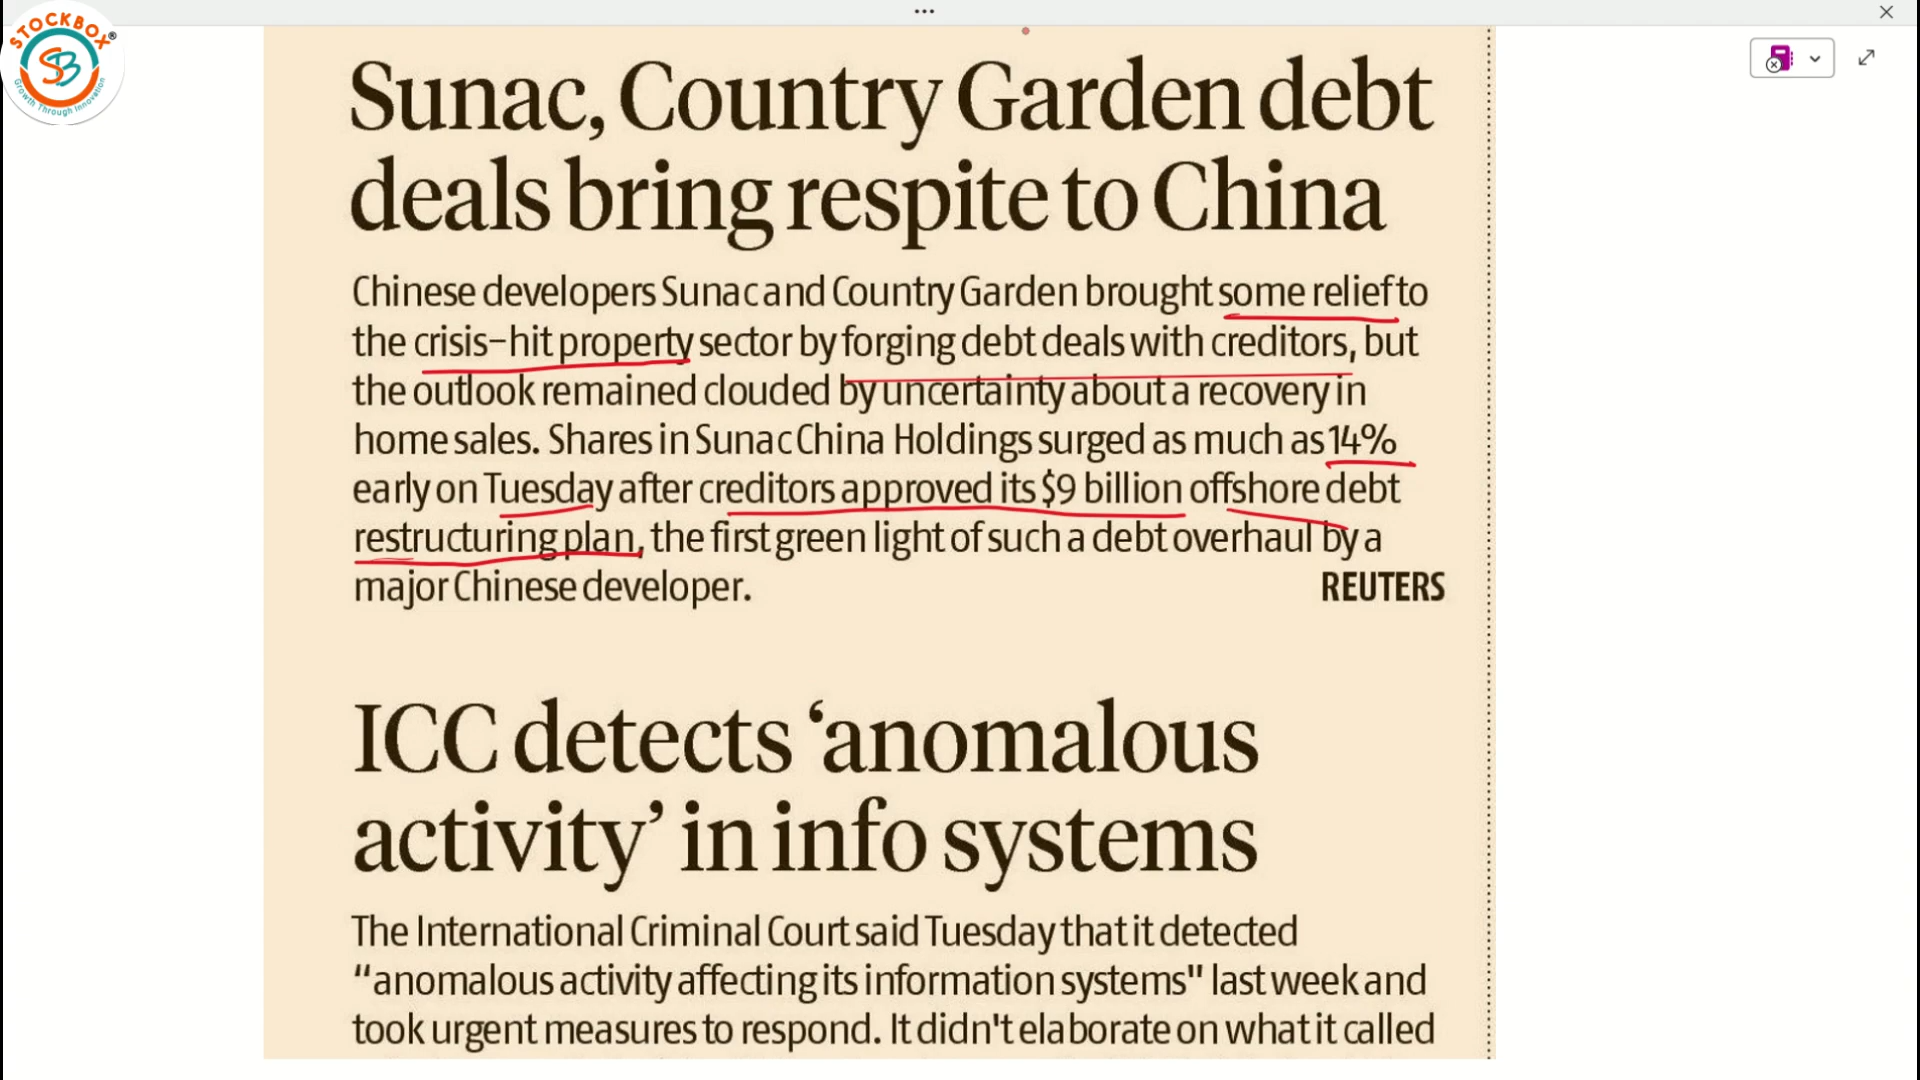 STOCKBOX®
SB
Growth Through Innovation
Sunac, Country Garden debt
deals bring respite to China
Chinese developers Sunac and Country Garden brought some relief to
the crisis-hit property sector by forging debt deals with creditors, but
the outlook remained clouded by uncertainty about a recovery in
home sales. Shares in Sunac China Holdings surged as much as 14%
early on Tuesday after creditors approved its $9 billion offshore debt
restructuring plan, the first green light of such a debt overhaul by a
major Chinese developer. REUTERS
ICC detects ‘anomalous
activity’ in info systems
The International Criminal Court said Tuesday that it detected
"anomalous activity affecting its information systems" last week and
took urgent measures to respond. It didn't elaborate on what it called